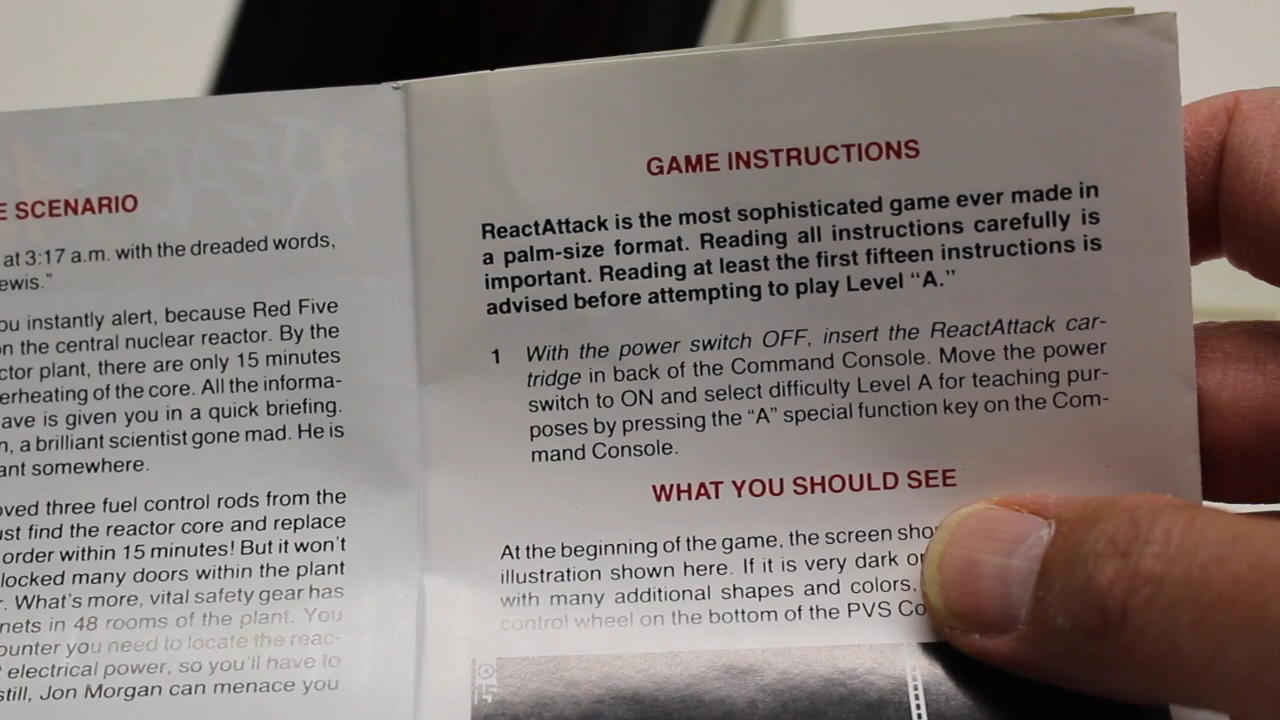 E SCENARIO
at 3:17 a.m. with the dreaded words,
ewis."
ou instantly alert, because Red Five
n the central nuclear reactor. By the
ctor plant, there are only 15 minutes
erheating of the core. All the informa-
ave is given you in a quick briefing.
n, a brilliant scientist gone mad. He is
ant somewhere.
oved three fuel control rods from the
ust find the reactor core and replace
order within 15 minutes! But it won't
locked many doors within the plant
r. What's more, vital safety gear has
nets in 48 rooms of the plant. You
ounter you need to locate the reac-
t electrical power, so you'll have to
still, Jon Morgan can menace you
GAME INSTRUCTIONS
ReactAttack is the most sophisticated game ever made in
a palm-size format. Reading all instructions carefully is
important. Reading at least the first fifteen instructions is
advised before attempting to play Level "A."
1 With the power switch OFF, insert the ReactAttack car-
tridge in back of the Command Console. Move the power
switch to ON and select difficulty Level A for teaching pur-
poses by pressing the "A" special function key on the Com-
mand Console.
WHAT YOU SHOULD SEE
At the beginning of the game, the screen sho
illustration shown here. If it is very dark or
with many additional shapes and colors,
control wheel on the bottom of the PVS Co